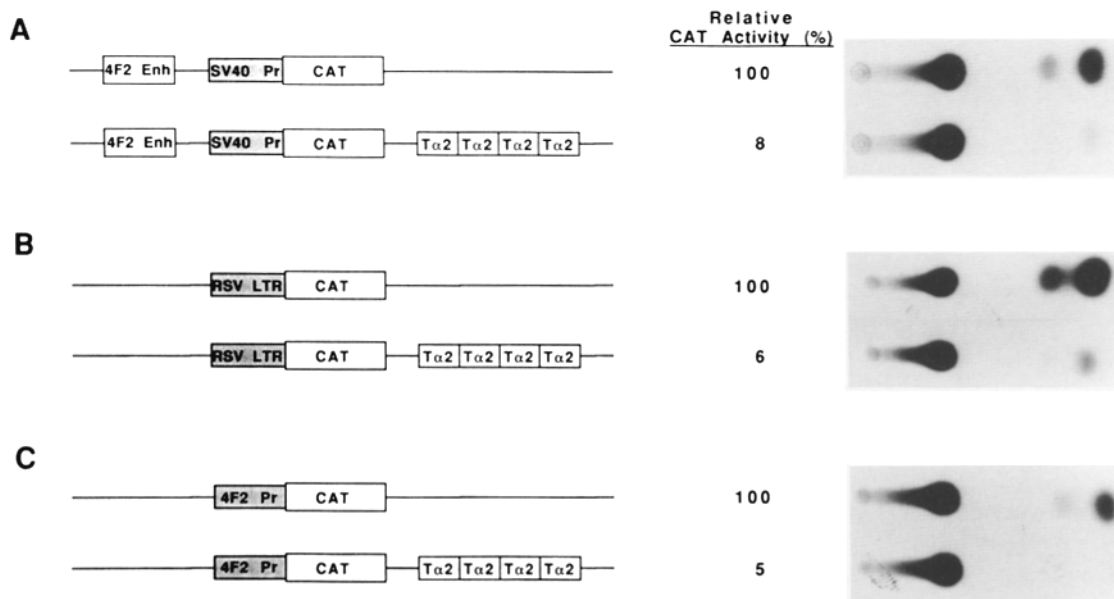 A
Relative
CAT Activity (%)
4F2 Enh SV40 Pr CAT 100
4F2 Enh SV40 Pr CAT Tα2 Tα2 Tα2 Tα2 8
B
RSV LTR CAT 100
RSV LTR CAT Tα2 Tα2 Tα2 Tα2 6
C
4F2 Pr CAT 100
4F2 Pr CAT Tα2 Tα2 Tα2 Tα2 5